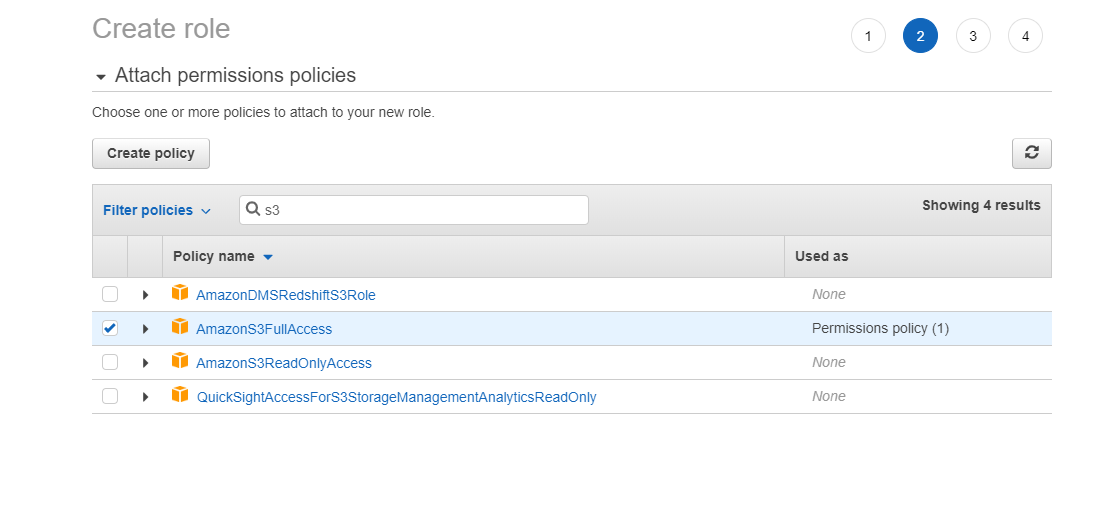 Create role
1 2 3 4
Attach permissions policies
Choose one or more policies to attach to your new role.
Create policy
Filter policies s3 Showing 4 results
Policy name Used as
AmazonDMSRedshiftS3Role None
AmazonS3FullAccess Permissions policy (1)
AmazonS3ReadOnlyAccess None
QuickSightAccessForS3StorageManagementAnalyticsReadOnly None